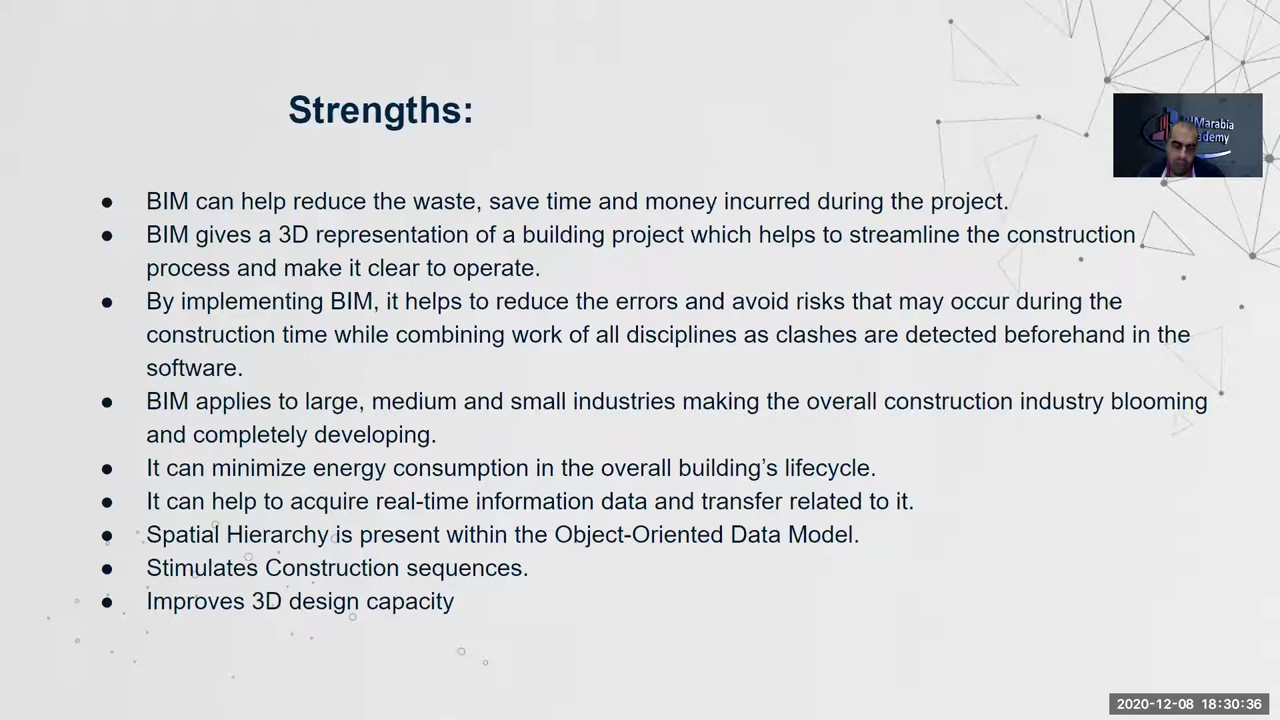 Strengths:
BIMarabia
Academy
● BIM can help reduce the waste, save time and money incurred during the project.
● BIM gives a 3D representation of a building project which helps to streamline the construction
process and make it clear to operate.
● By implementing BIM, it helps to reduce the errors and avoid risks that may occur during the
construction time while combining work of all disciplines as clashes are detected beforehand in the
software.
● BIM applies to large, medium and small industries making the overall construction industry blooming
and completely developing.
● It can minimize energy consumption in the overall building’s lifecycle.
● It can help to acquire real-time information data and transfer related to it.
● Spatial Hierarchy is present within the Object-Oriented Data Model.
● Stimulates Construction sequences.
● Improves 3D design capacity
2020-12-08 18:30:36